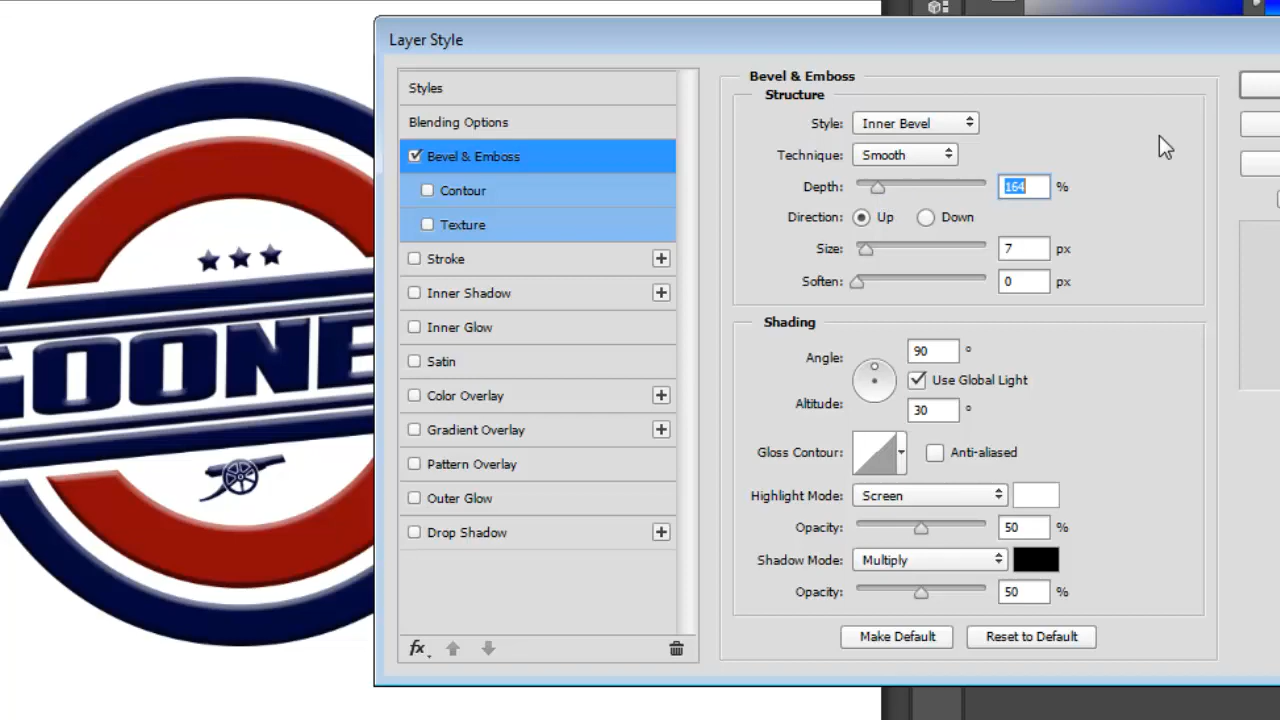 Layer Style
Styles
Blending Options
Bevel & Emboss
Contour
Texture
Stroke
Inner Shadow
Inner Glow
Satin
Color Overlay
Gradient Overlay
Pattern Overlay
Outer Glow
Drop Shadow
fx
Bevel & Emboss
Structure
Style: Inner Bevel
Technique: Smooth
Depth: 164 %
Direction: Up Down
Size: 7 px
Soften: 0 px
Shading
Angle: 90 °
Use Global Light
Altitude: 30 °
Gloss Contour: Anti-aliased
Highlight Mode: Screen
Opacity: 50 %
Shadow Mode: Multiply
Opacity: 50 %
Make Default Reset to Default
GOONE